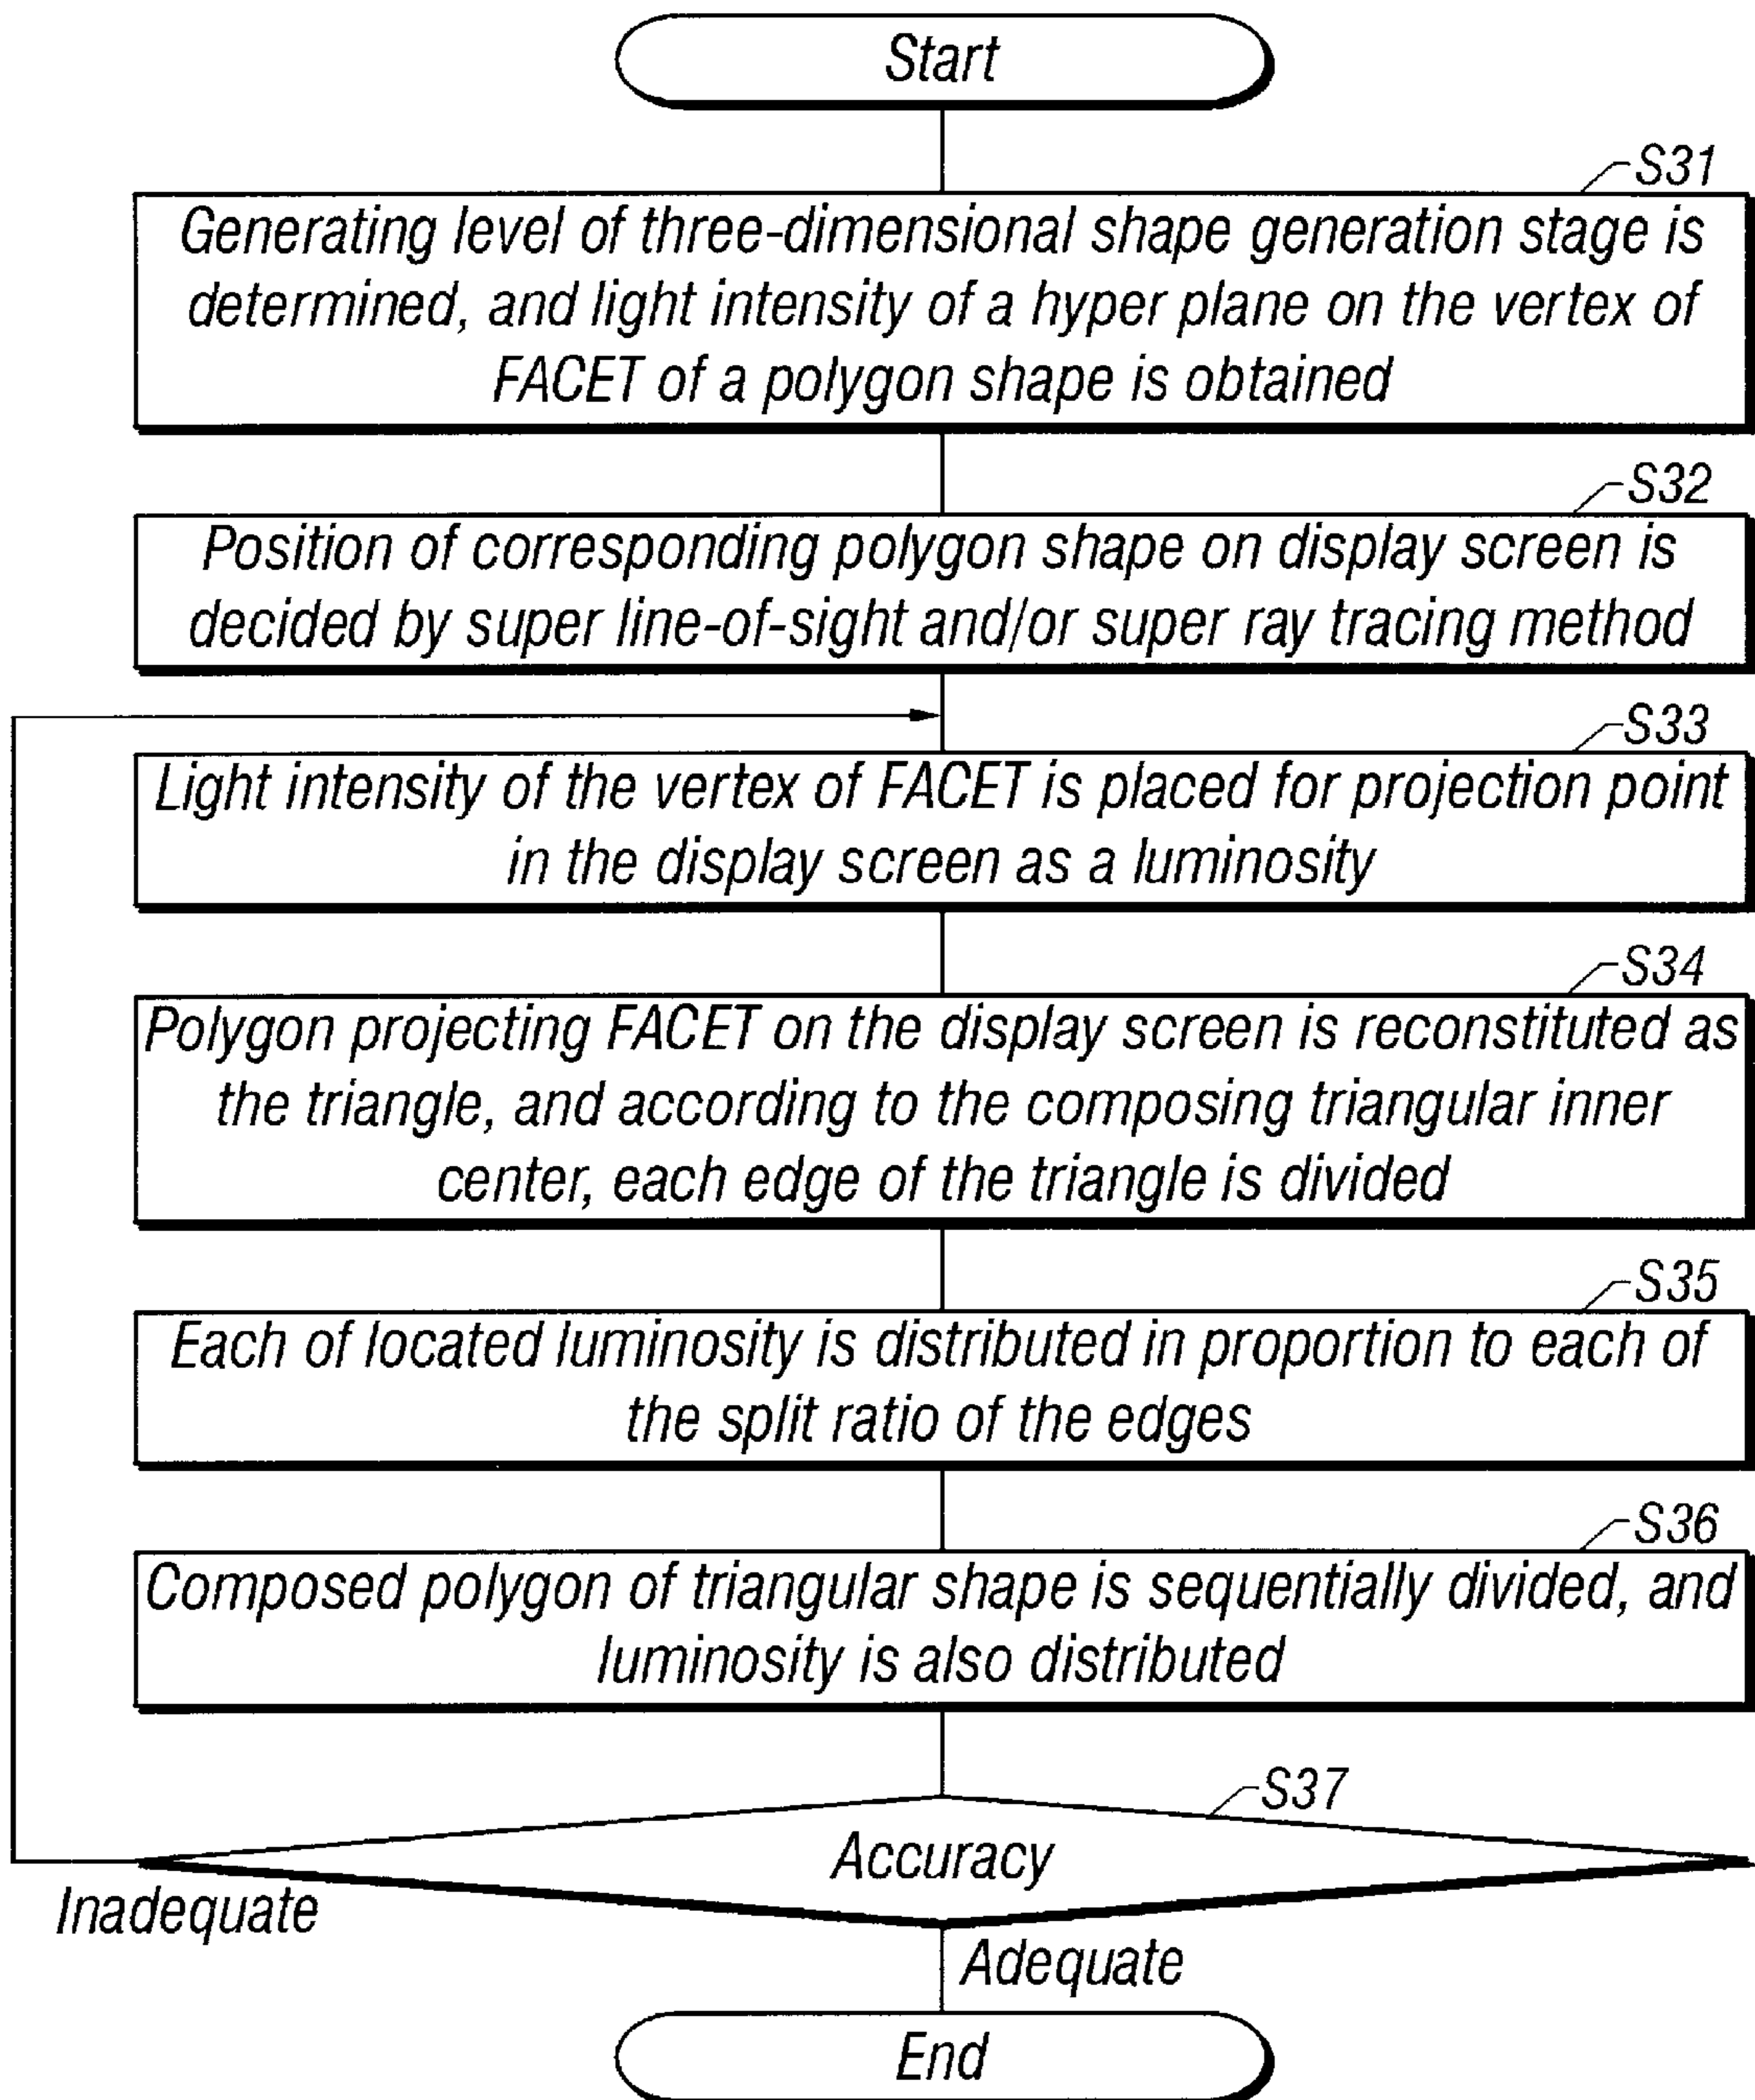 Start
S31
Generating level of three-dimensional shape generation stage is
determined, and light intensity of a hyper plane on the vertex of
FACET of a polygon shape is obtained
S32
Position of corresponding polygon shape on display screen is
decided by super line-of-sight and/or super ray tracing method
S33
Light intensity of the vertex of FACET is placed for projection point
in the display screen as a luminosity
S34
Polygon projecting FACET on the display screen is reconstituted as
the triangle, and according to the composing triangular inner
center, each edge of the triangle is divided
S35
Each of located luminosity is distributed in proportion to each of
the split ratio of the edges
S36
Composed polygon of triangular shape is sequentially divided, and
luminosity is also distributed
S37
Accuracy
Inadequate
Adequate
End